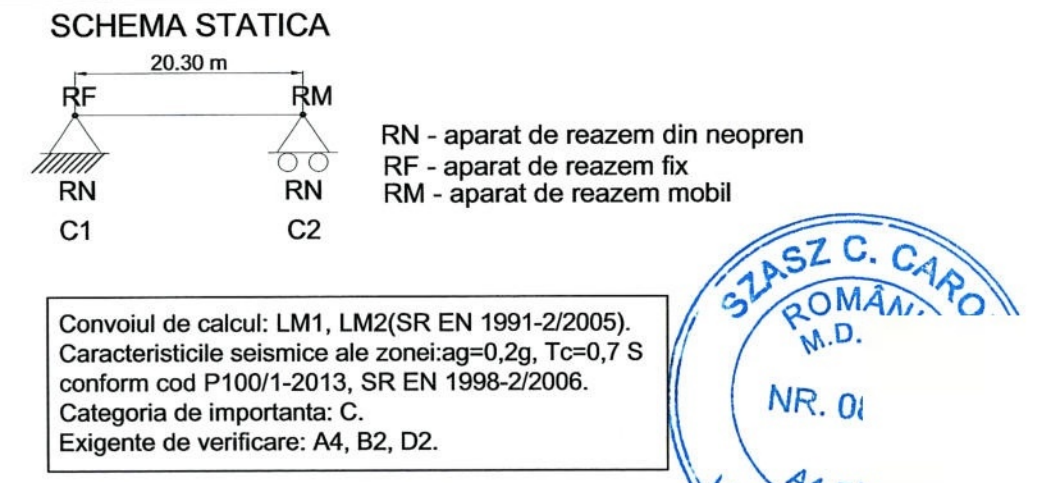 SCHEMA STATICA
20.30 m
RF
RM
RN - aparat de reazem din neopren
RF - aparat de reazem fix
RM - aparat de reazem mobil
RN
RN
C1
C2
Convoiul de calcul: LM1, LM2(SR EN 1991-2/2005).
Caracteristicile seismice ale zonei:ag=0,2g, Tc=0,7 S
conform cod P100/1-2013, SR EN 1998-2/2006.
Categoria de importanta: C.
Exigente de verificare: A4, B2, D2.
SZASZ C. CARO
ROMÂN
M.D.
NR. 0